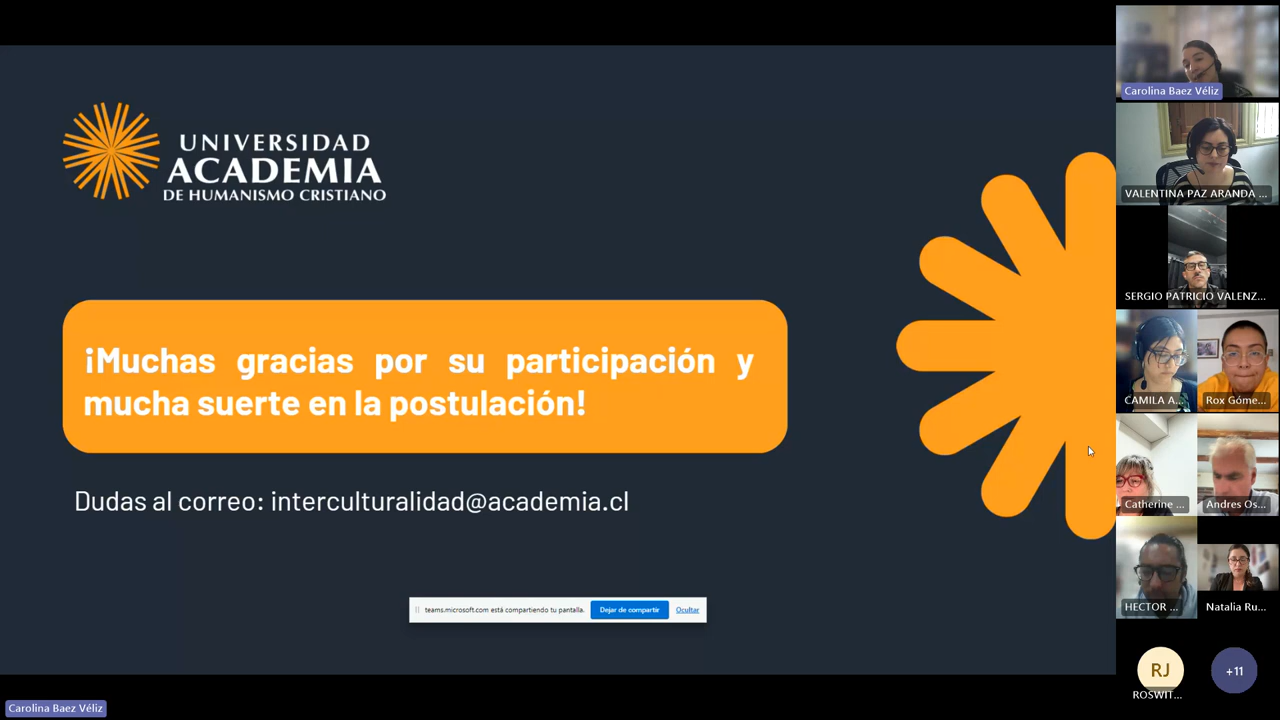 UNIVERSIDAD
ACADEMIA
DE HUMANISMO CRISTIANO
¡Muchas gracias por su participación y
mucha suerte en la postulación!
Dudas al correo: interculturalidad@academia.cl
teams.microsoft.com está compartiendo tu pantalla.
Dejar de compartir
Ocultar
Carolina Baez Véliz
Carolina Baez Véliz
VALENTINA PAZ ARANDA ...
SERGIO PATRICIO VALENZ...
CAMILA A...
Rox Góme...
Catherine ...
Andres Os...
HECTOR ...
Natalia Ru...
RJ
ROSWIT...
+11